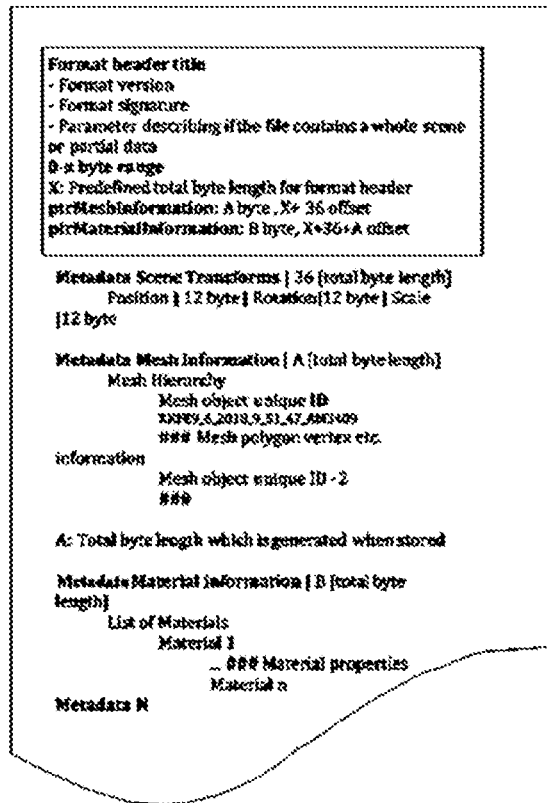 Format header title
- Format version
- Format signature
- Parameter describing if the file contains a whole scene
or partial data
0-x byte range
X: Predefined total byte length for format header
ptrMeshInformation: A byte , X+ 36 offset
ptrMaterialInformation: B byte, X+36+A offset
Metadata Scene Transforms [ 36 [total byte length]
Position [ 12 byte] Rotation[12 byte] Scale
[12 byte
Metadata Mesh Information [ A [total byte length]
Mesh Hierarchy
Mesh object unique ID
### Mesh polygon vertex etc.
information
Mesh object unique ID - 2
###
A: Total byte length which is generated when stored
Metadata Material Information [ B [total byte
length]
List of Materials
Material 1
... ### Material properties
Material n
Metadata N